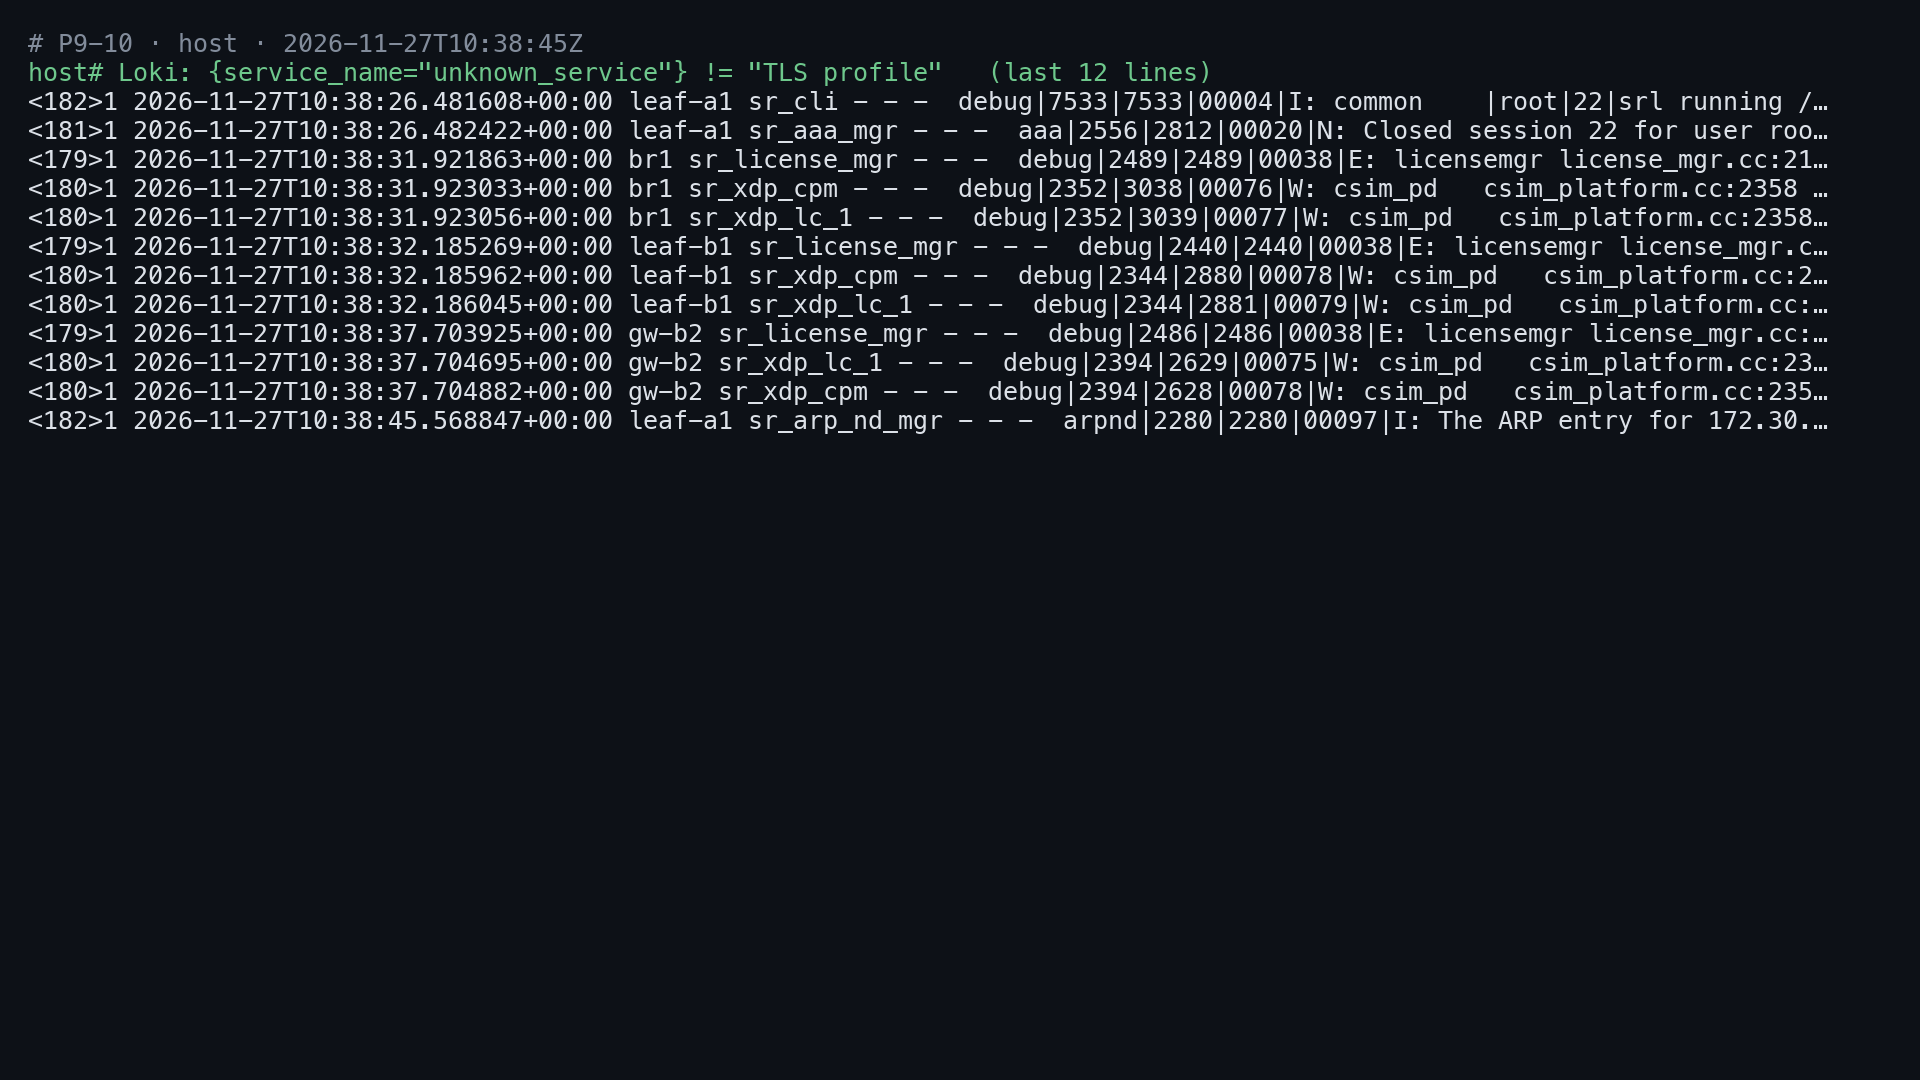 # P9-10 · host · 2026-11-27T10:38:45Z
host# Loki: {service_name="unknown_service"} != "TLS profile"   (last 12 lines)
<182>1 2026-11-27T10:38:26.481608+00:00 leaf-a1 sr_cli - - -  debug|7533|7533|00004|I: common    |root|22|srl running /…
<181>1 2026-11-27T10:38:26.482422+00:00 leaf-a1 sr_aaa_mgr - - -  aaa|2556|2812|00020|N: Closed session 22 for user roo…
<179>1 2026-11-27T10:38:31.921863+00:00 br1 sr_license_mgr - - -  debug|2489|2489|00038|E: licensemgr license_mgr.cc:21…
<180>1 2026-11-27T10:38:31.923033+00:00 br1 sr_xdp_cpm - - -  debug|2352|3038|00076|W: csim_pd   csim_platform.cc:2358 …
<180>1 2026-11-27T10:38:31.923056+00:00 br1 sr_xdp_lc_1 - - -  debug|2352|3039|00077|W: csim_pd   csim_platform.cc:2358…
<179>1 2026-11-27T10:38:32.185269+00:00 leaf-b1 sr_license_mgr - - -  debug|2440|2440|00038|E: licensemgr license_mgr.c…
<180>1 2026-11-27T10:38:32.185962+00:00 leaf-b1 sr_xdp_cpm - - -  debug|2344|2880|00078|W: csim_pd   csim_platform.cc:2…
<180>1 2026-11-27T10:38:32.186045+00:00 leaf-b1 sr_xdp_lc_1 - - -  debug|2344|2881|00079|W: csim_pd   csim_platform.cc:…
<179>1 2026-11-27T10:38:37.703925+00:00 gw-b2 sr_license_mgr - - -  debug|2486|2486|00038|E: licensemgr license_mgr.cc:…
<180>1 2026-11-27T10:38:37.704695+00:00 gw-b2 sr_xdp_lc_1 - - -  debug|2394|2629|00075|W: csim_pd   csim_platform.cc:23…
<180>1 2026-11-27T10:38:37.704882+00:00 gw-b2 sr_xdp_cpm - - -  debug|2394|2628|00078|W: csim_pd   csim_platform.cc:235…
<182>1 2026-11-27T10:38:45.568847+00:00 leaf-a1 sr_arp_nd_mgr - - -  arpnd|2280|2280|00097|I: The ARP entry for 172.30.…